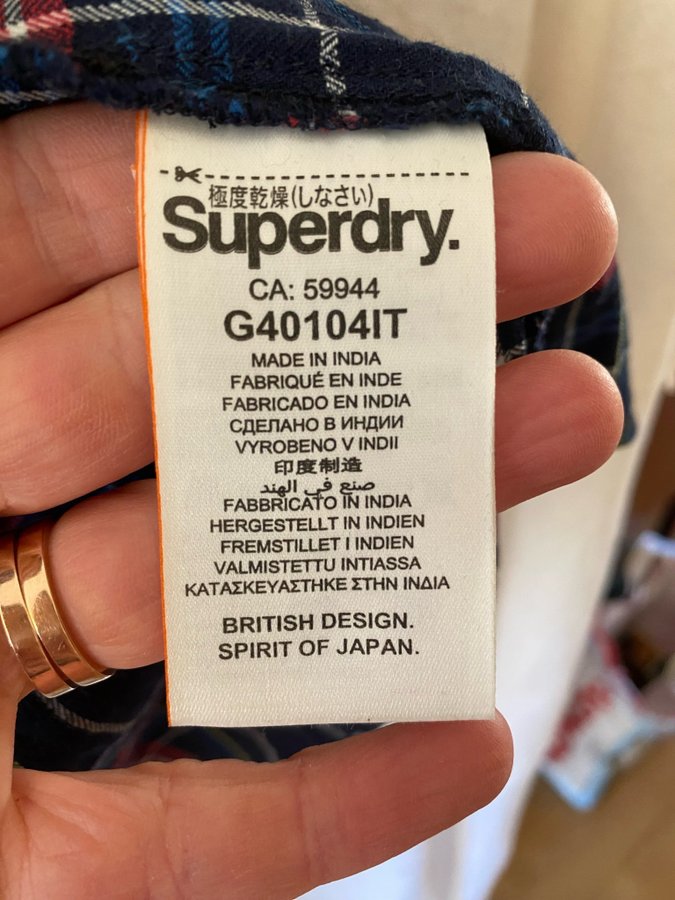 極度乾燥(しなさい)
Superdry.
CA: 59944
G40104IT
MADE IN INDIA
FABRIQUÉ EN INDE
FABRICADO EN INDIA
СДЕЛАНО В ИНДИИ
VYROBENO V INDII
印度制造
صنع في الهند
FABBRICATO IN INDIA
HERGESTELLT IN INDIEN
FREMSTILLET I INDIEN
VALMISTETTU INTIASSA
ΚΑΤΑΣΚΕΥΑΣΤΗΚΕ ΣΤΗΝ ΙΝΔΙΑ
BRITISH DESIGN.
SPIRIT OF JAPAN.